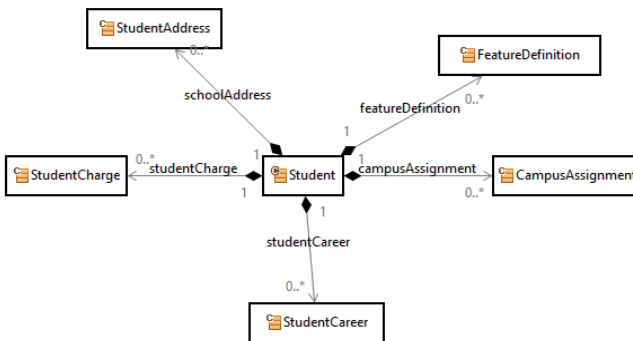 StudentAddress
0..*
FeatureDefinition
schoolAddress
featureDefinition
0..*
1
1
0..*
studentCharge
1
campusAssignment
StudentCharge
Student
CampusAssignment
1
1
0..*
studentCareer
0..*
StudentCareer